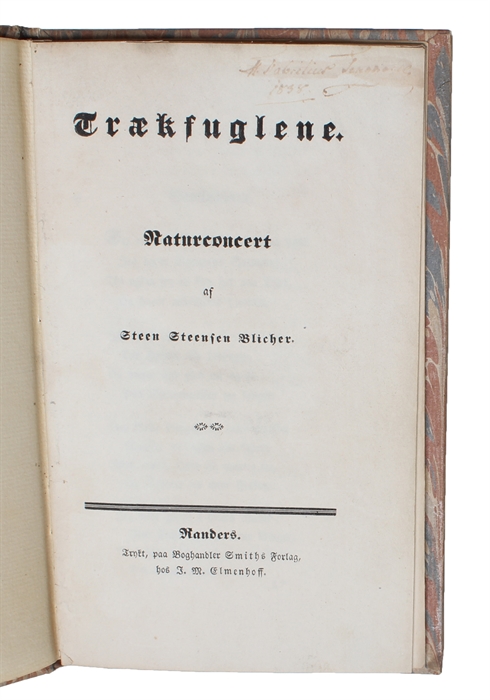 Trækfuglene.
Naturconcert
af
Steen Steensen Blicher.
Randers.
Trykt, paa Boghandler Smiths Forlag,
hos J. M. Elmenhoff.